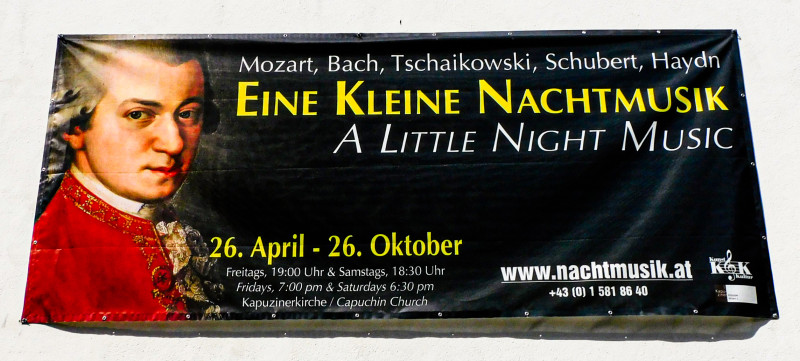 Mozart, Bach, Tschaikowski, Schubert, Haydn
EINE KLEINE NACHTMUSIK
A LITTLE NIGHT MUSIC
26. April - 26. Oktober
Freitags, 19:00 Uhr & Samstags, 18:30 Uhr
Fridays, 7:00 pm & Saturdays 6:30 pm
Kapuzinerkirche / Capuchin Church
www.nachtmusik.at
+43 (0) 1 581 86 40
Kunst
K&K
Kultur